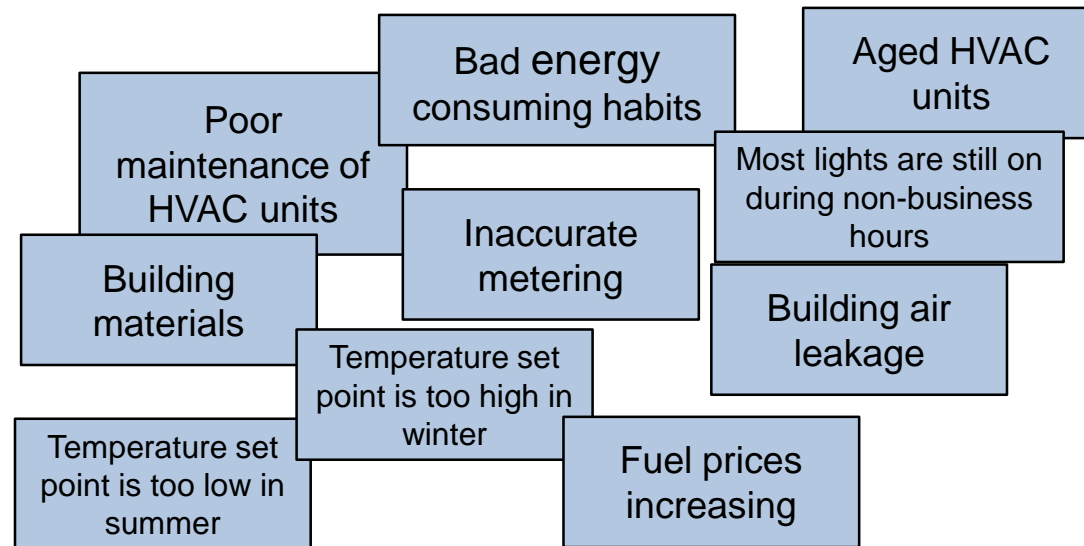 Bad energy
consuming habits
Aged HVAC
units
Poor
maintenance of
HVAC units
Most lights are still on
during non-business
hours
Inaccurate
metering
Building
materials
Building air
leakage
Temperature set
point is too high in
winter
Temperature set
point is too low in
summer
Fuel prices
increasing